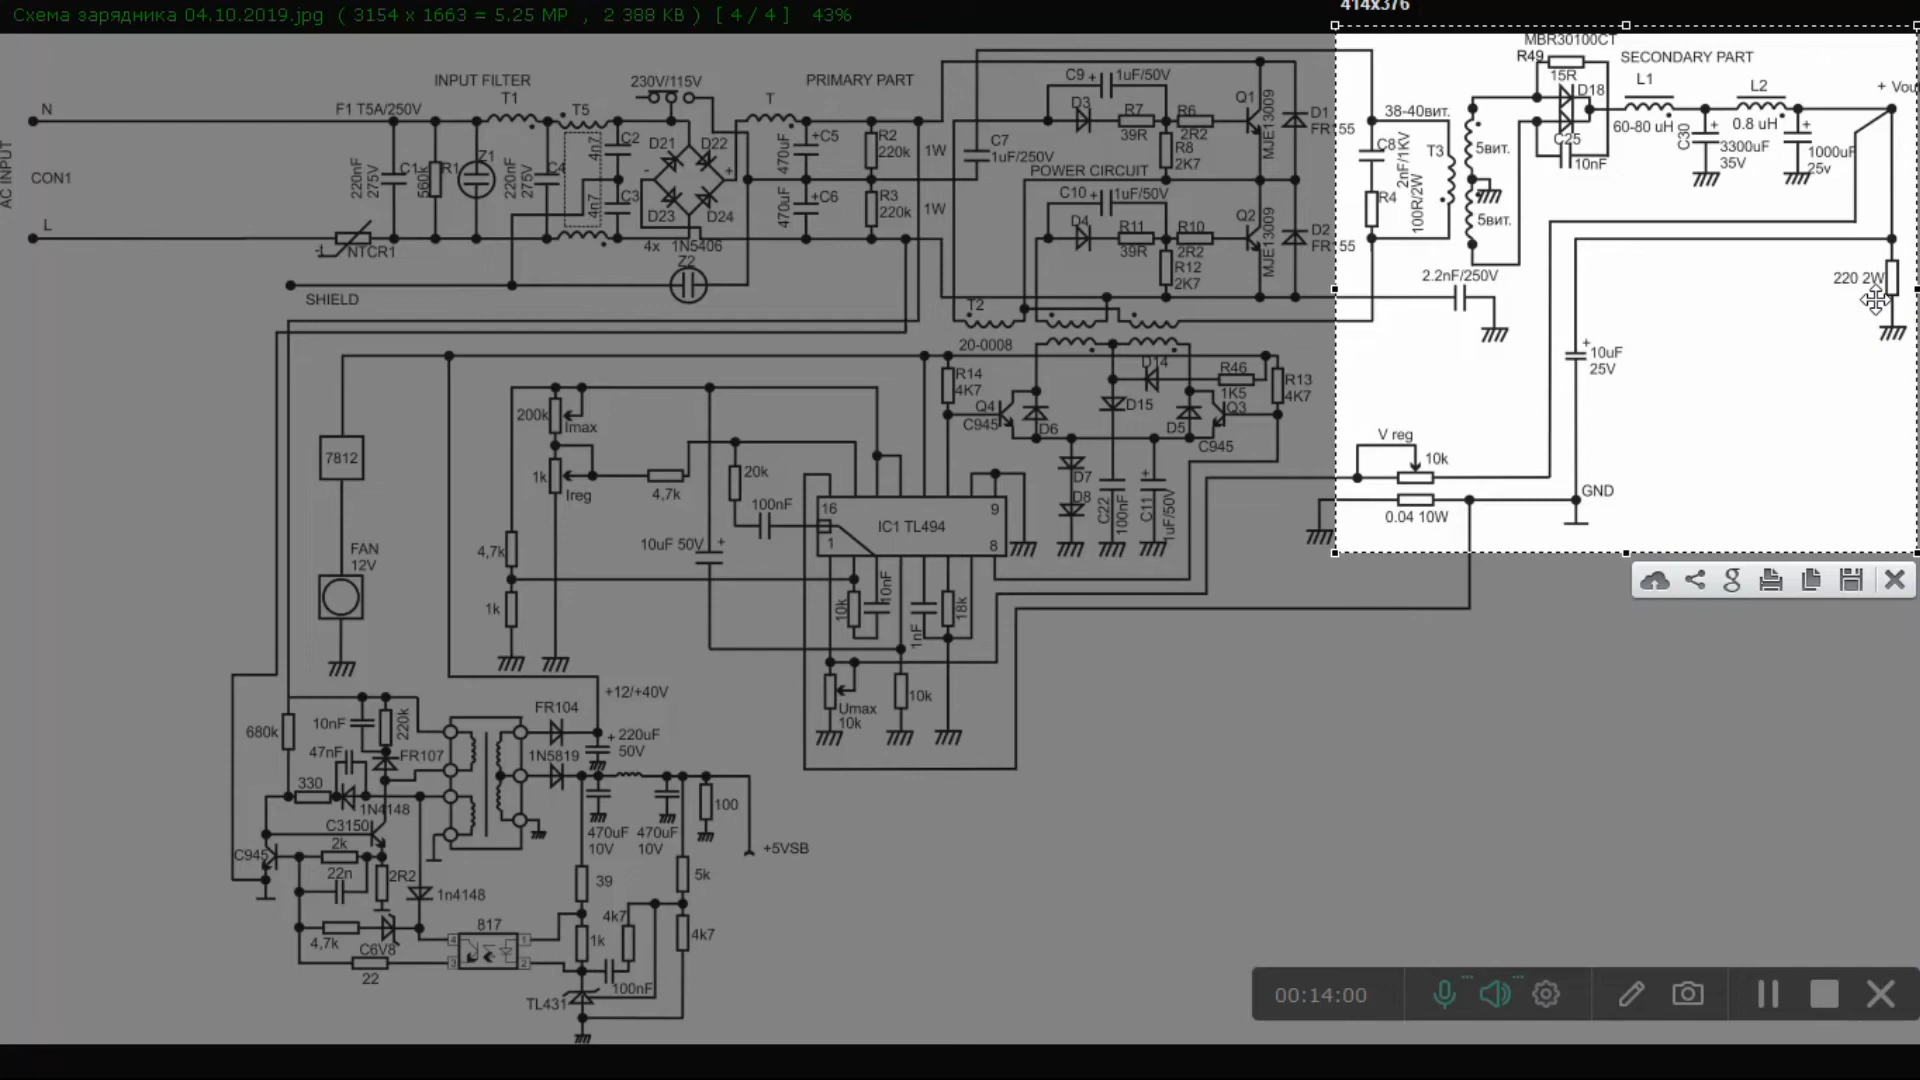 Схема зарядника 04.10.2019.jpg ( 3154 x 1663 = 5.25 MP , 2 388 KB ) [ 4 / 4 ] 43%
414x376
INPUT FILTER
230V/115V
PRIMARY PART
MBR30100CT
SECONDARY PART
N
F1 T5A/250V
T1
T5
T
C9 + 1uF/50V
R49
15R
L1
L2
+ Vou
AC INPUT
CON1
L
220nF
275V
C1
560k
R1
Z1
220nF
275V
C4
4n7
C2
4n7
C3
D21
D22
D23
D24
-
+
4x 1N5406
470uF
+C5
470uF
+C6
R2
220k
R3
220k
1W
1W
C7
1uF/250V
D3
R7
39R
R6
2R2
R8
2K7
Q1
MJE13009
D1
FR155
POWER CIRCUIT
C10 + 1uF/50V
D4
R11
39R
R10
2R2
R12
2K7
Q2
MJE13009
D2
FR155
38-40вит.
C8
2nF/1KV
R4
100R/2W
T3
5вит.
5вит.
D18
C25
10nF
60-80 uH
C30
+
3300uF
35V
0.8 uH
+
1000uF
25v
2.2nF/250V
220 2W
-t
NTCR1
Z2
SHIELD
T2
20-0008
+
10uF
25V
R14
4K7
D14
R46
1K5
R13
4K7
Q4
C945
D6
D15
D5
Q3
C945
D7
D8
C22
100nF
+
C11
1uF/50V
V reg
10k
GND
0.04 10W
200k
Imax
1k
Ireg
4,7k
20k
100nF
16
9
IC1 TL494
1
8
7812
FAN
12V
4,7k
1k
10uF 50V
+
10k
10nF
1nF
18k
Umax
10k
10k
+12/+40V
680k
10nF
220k
47nF
FR107
330
1N4148
C3150
2k
C945
22n
2R2
1n4148
4,7k
C6V8
22
FR104
1N5819
+
220uF
50V
470uF
10V
470uF
10V
100
+5VSB
39
5k
817
4
3
1
2
4k7
1k
4k7
100nF
TL431
00:14:00